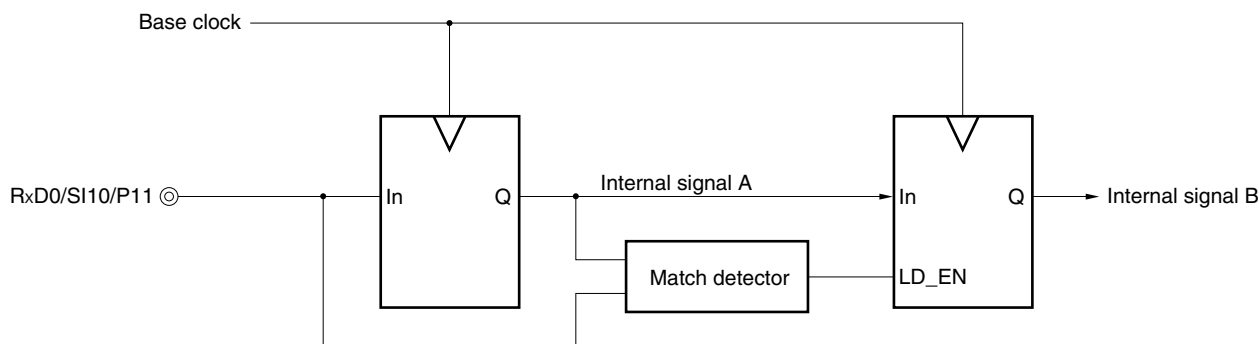 Base clock
RxD0/SI10/P11
In
Q
Internal signal A
In
Q
Internal signal B
Match detector
LD_EN